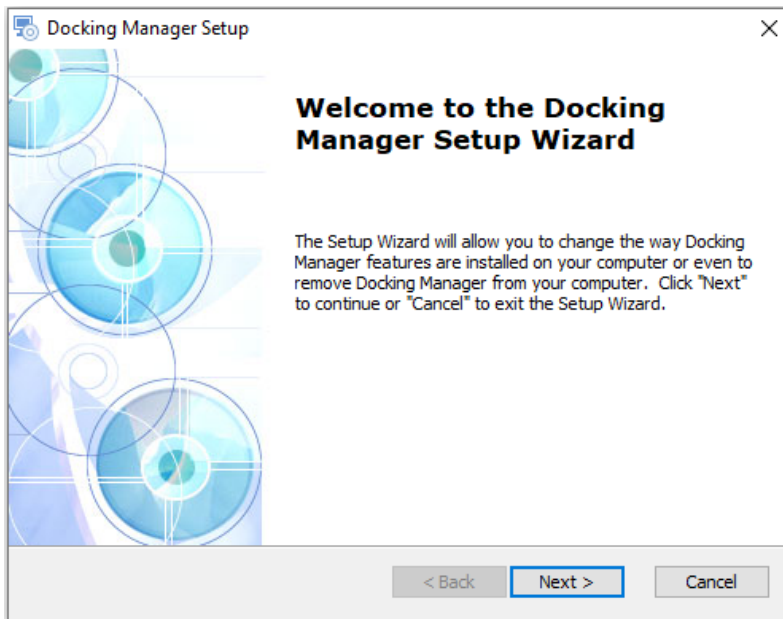 Docking Manager Setup
Welcome to the Docking
Manager Setup Wizard
The Setup Wizard will allow you to change the way Docking
Manager features are installed on your computer or even to
remove Docking Manager from your computer.  Click "Next"
to continue or "Cancel" to exit the Setup Wizard.
< Back
Next >
Cancel